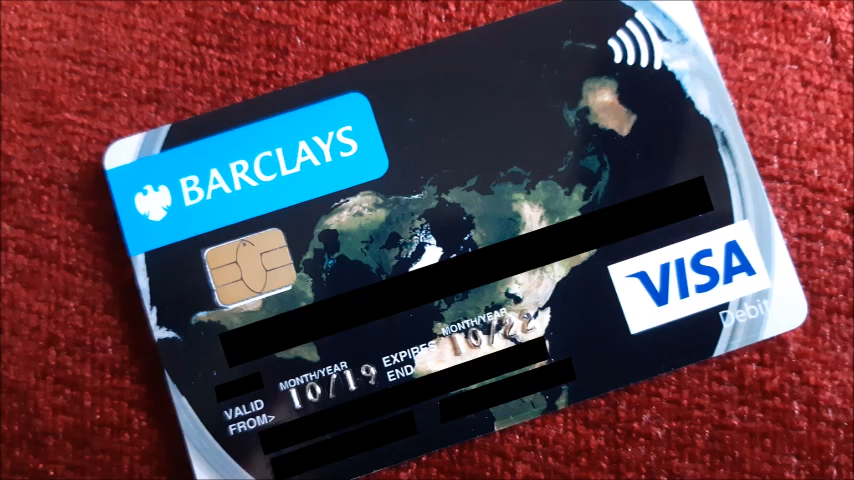 BARCLAYS
VISA
Debit
MONTH/YEAR
MONTH/YEAR
VALID
FROM>
10/19
EXPIRES
END
10/22